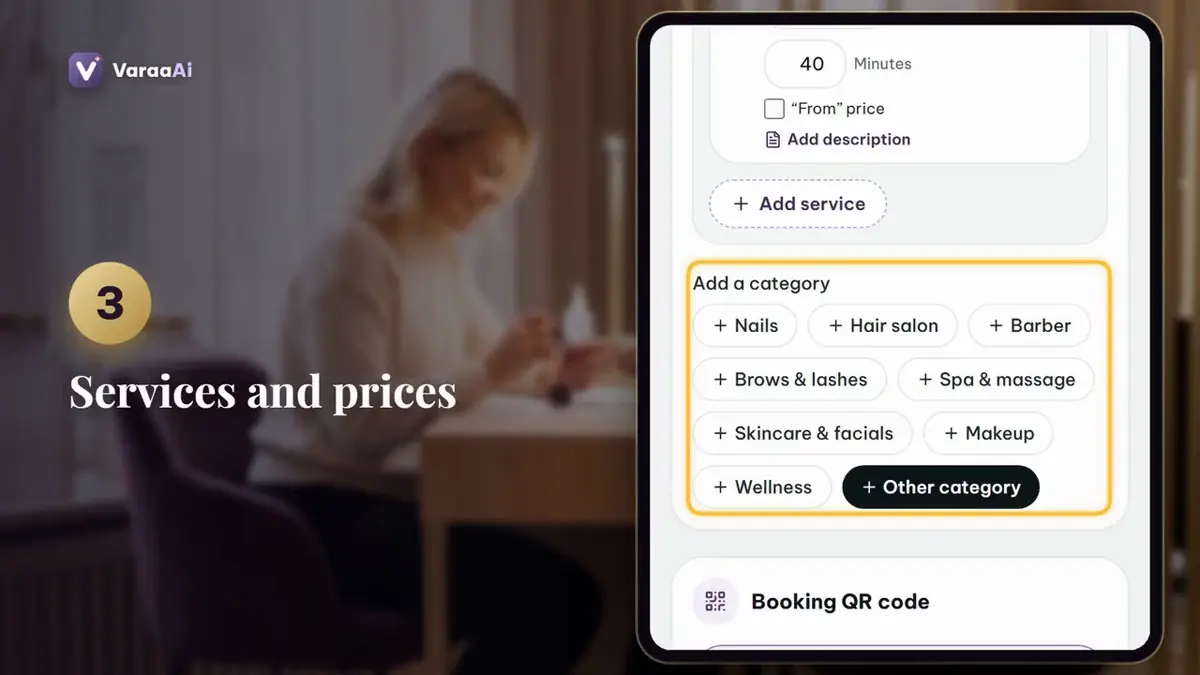 VaraaAi
3
Services and prices
40 Minutes
“From” price
Add description
+ Add service
Add a category
+ Nails + Hair salon + Barber
+ Brows & lashes + Spa & massage
+ Skincare & facials + Makeup
+ Wellness + Other category
Booking QR code